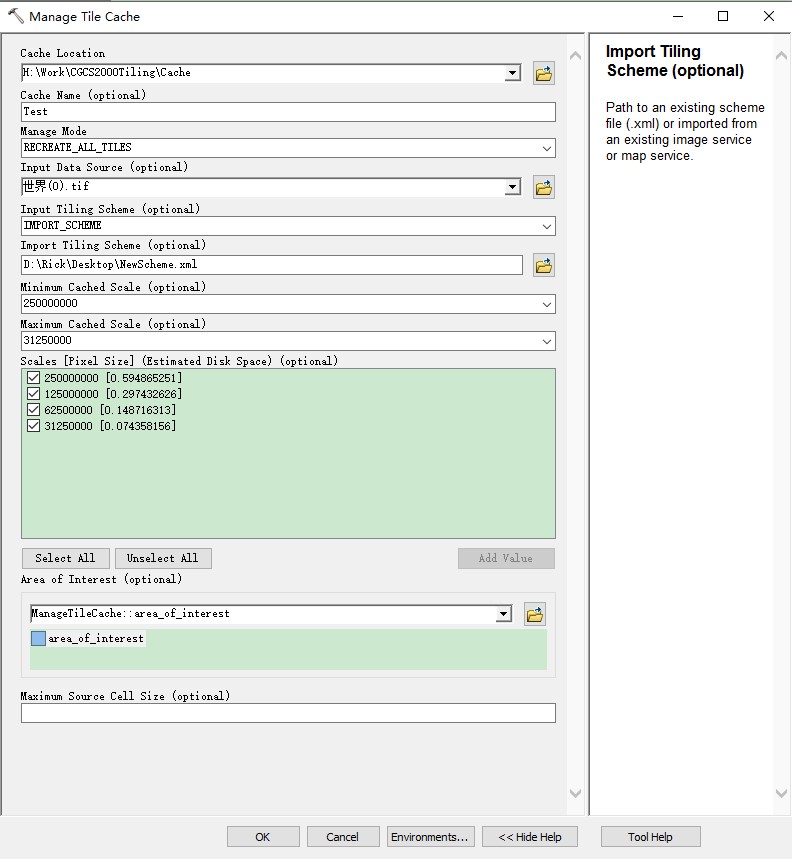 Manage Tile Cache
Cache Location
H:\Work\CGCS2000Tiling\Cache
Cache Name (optional)
Test
Manage Mode
RECREATE_ALL_TILES
Input Data Source (optional)
世界(0).tif
Input Tiling Scheme (optional)
IMPORT_SCHEME
Import Tiling Scheme (optional)
D:\Rick\Desktop\NewScheme.xml
Minimum Cached Scale (optional)
250000000
Maximum Cached Scale (optional)
31250000
Scales [Pixel Size] (Estimated Disk Space) (optional)
250000000 [0.594865251]
125000000 [0.297432626]
62500000 [0.148716313]
31250000 [0.074358156]
Select All
Unselect All
Add Value
Area of Interest (optional)
ManageTileCache::area_of_interest
area_of_interest
Maximum Source Cell Size (optional)
Import Tiling
Scheme (optional)
Path to an existing scheme
file (.xml) or imported from
an existing image service
or map service.
OK
Cancel
Environments...
<< Hide Help
Tool Help